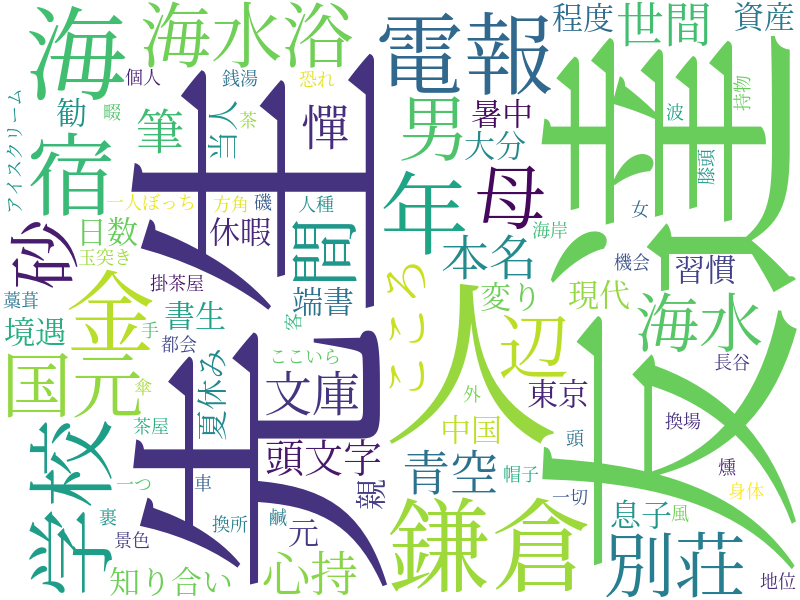 海
海水浴
電報
程度
世間
資産
アイスクリーム
個人
銭湯
恐れ
勧
畷
筆
当人
茶
憚
男
暑中
大分
波
持物
宿
先生
友達
年
母
膝頭
一人ぼっち
方角
磯
人種
女
海岸
砂
日数
休暇
間
本名
機会
習慣
玉突き
掛茶屋
藁葺
金
書生
端書
こころ
変り
現代
海水
境遇
手
客
人
辺
都会
ここいら
国元
夏休み
文庫
外
東京
長谷
傘
中国
換場
茶屋
頭文字
青空
頭
学校
一つ
車
親
帽子
燻
身体
一切
裹
換所
鹹
元
鎌倉
息子
風
景色
知り合い
心持
別荘
地位